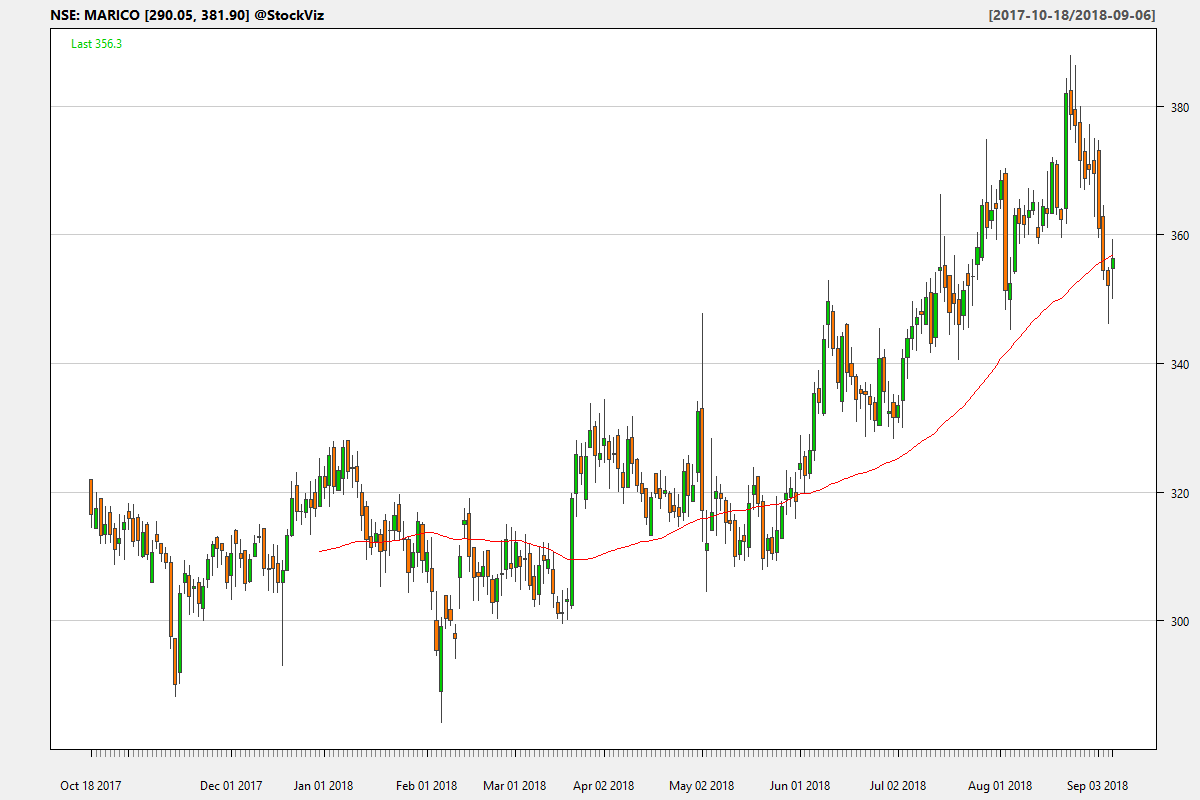 NSE: MARICO [290.05, 381.90] @StockViz
[2017-10-18/2018-09-06]
Last 356.3
380
360
340
320
300
Oct 18 2017 Dec 01 2017 Jan 01 2018 Feb 01 2018 Mar 01 2018 Apr 02 2018 May 02 2018 Jun 01 2018 Jul 02 2018 Aug 01 2018 Sep 03 2018